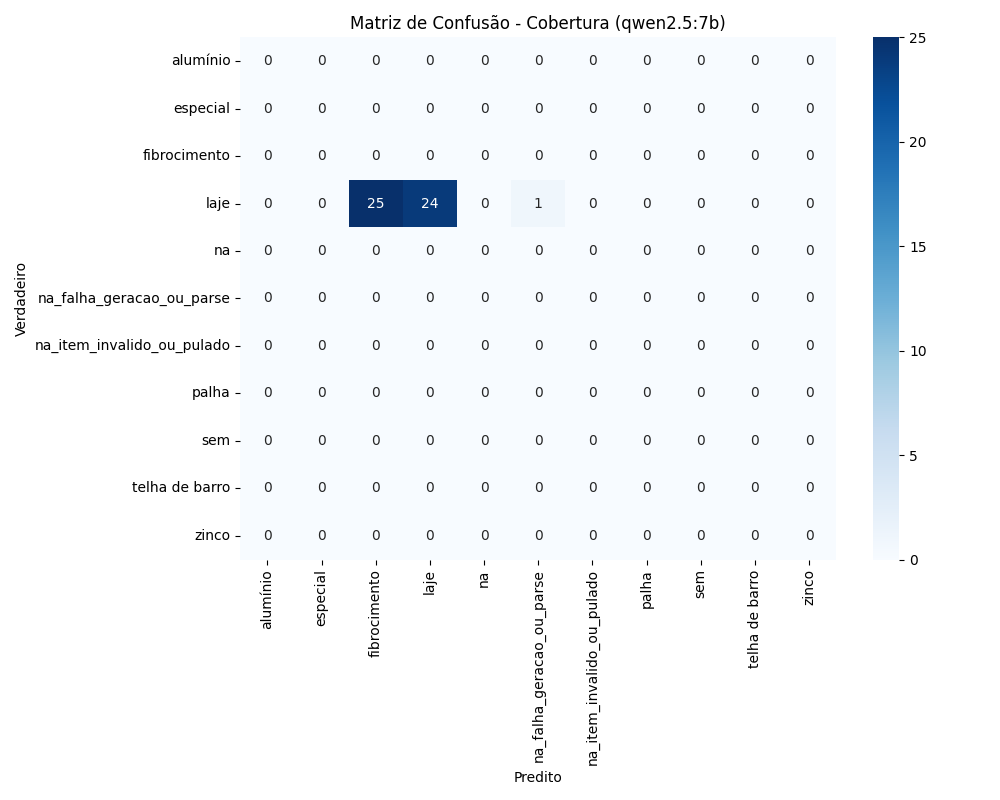 Matriz de Confusão - Cobertura (qwen2.5:7b)
Verdadeiro
alumínio 0 0 0 0 0 0 0 0 0 0 0
especial 0 0 0 0 0 0 0 0 0 0 0
fibrocimento 0 0 0 0 0 0 0 0 0 0 0
laje 0 0 25 24 0 1 0 0 0 0 0
na 0 0 0 0 0 0 0 0 0 0 0
na_falha_geracao_ou_parse 0 0 0 0 0 0 0 0 0 0 0
na_item_invalido_ou_pulado 0 0 0 0 0 0 0 0 0 0 0
palha 0 0 0 0 0 0 0 0 0 0 0
sem 0 0 0 0 0 0 0 0 0 0 0
telha de barro 0 0 0 0 0 0 0 0 0 0 0
zinco 0 0 0 0 0 0 0 0 0 0 0
alumínio
especial
fibrocimento
laje
na
na_falha_geracao_ou_parse
na_item_invalido_ou_pulado
palha
sem
telha de barro
zinco
Predito
25
20
15
10
5
0